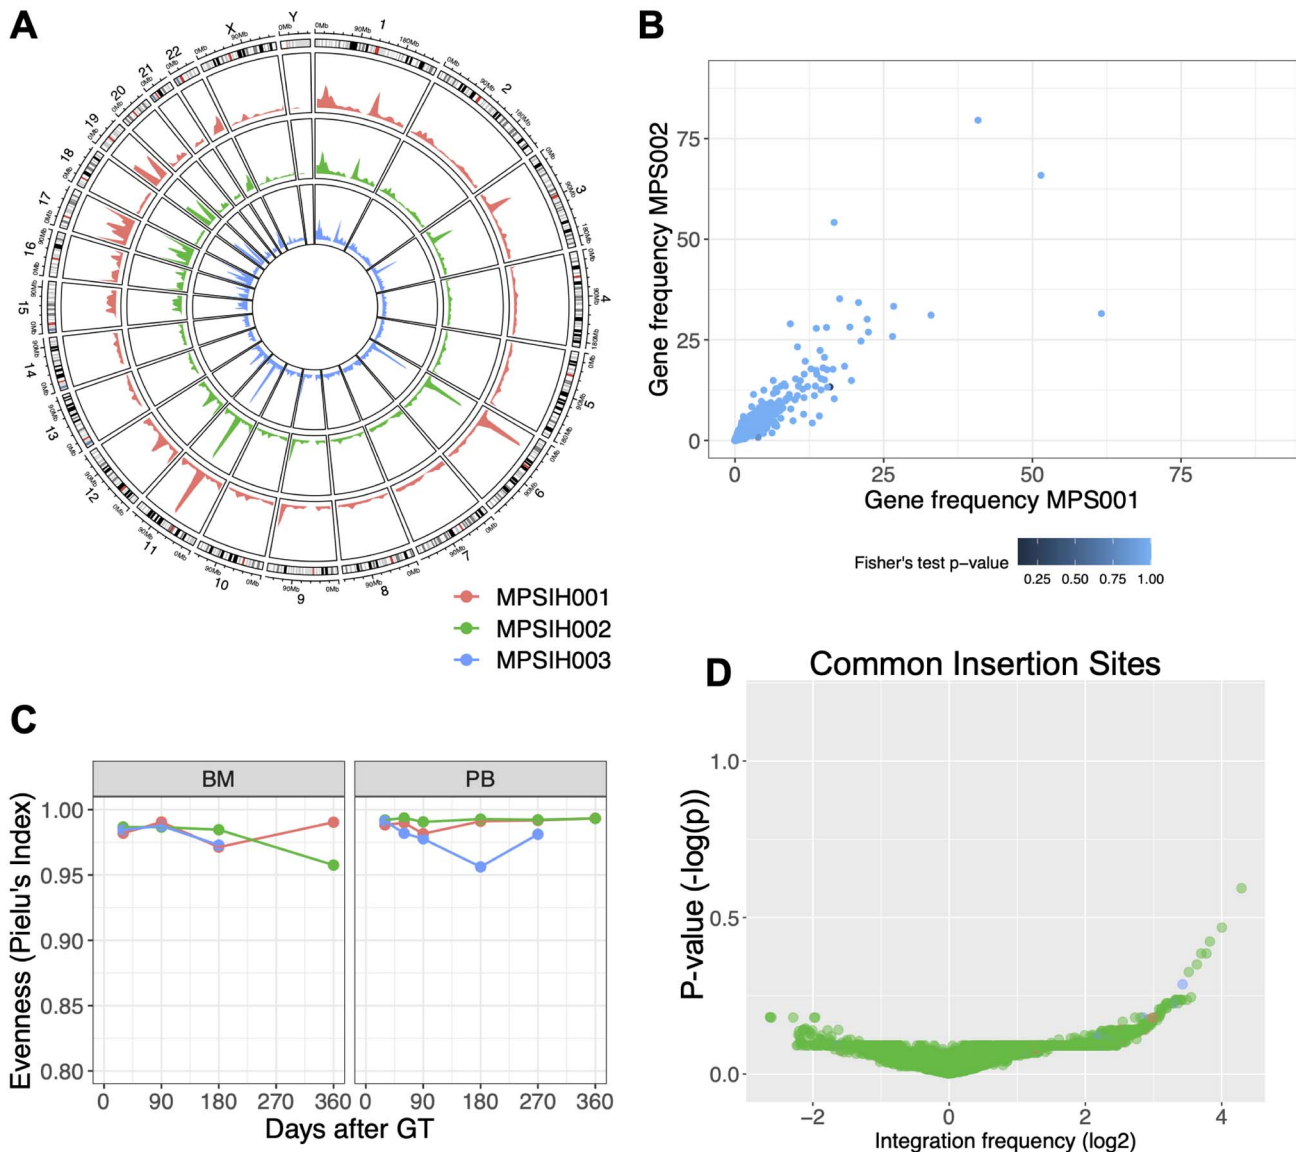 A
X
Y
1
2
3
4
5
6
7
8
9
10
11
12
13
14
15
16
17
18
19
20
21
22
0Mb
90Mb
180Mb
MPSIH001
MPSIH002
MPSIH003
B
Gene frequency MPS002
75
50
25
0
0 25 50 75
Gene frequency MPS001
Fisher's test p-value
0.25 0.50 0.75 1.00
C
BM PB
Evenness (Pielu's Index)
1.00
0.95
0.90
0.85
0.80
0 90 180 270 360 0 90 180 270 360
Days after GT
D
Common Insertion Sites
P-value (-log(p))
1.0
0.5
0.0
−2 0 2 4
Integration frequency (log2)